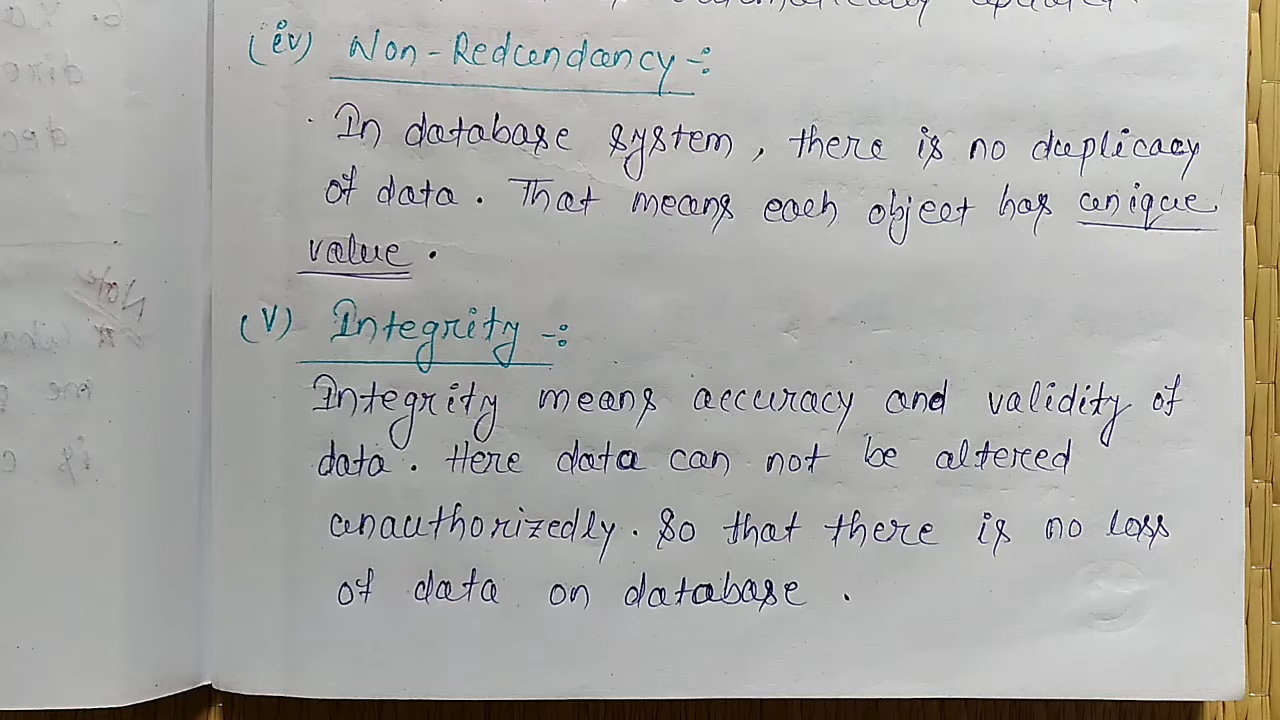 (iv) Non-Redundancy -:
· In database system, there is no duplicacy
of data. That means each object has unique
value.
(v) Integrity -:
Integrity means accuracy and validity of
data. Here data can not be altered
unauthorizedly. So that there is no loss
of data on database.